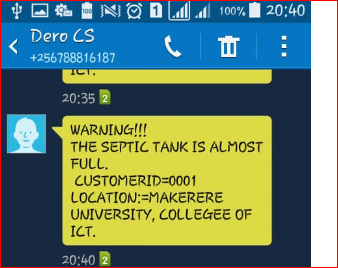 100% 20:40
Dero CS
+256788816187
ICT.
20:35 2
WARNING!!!
THE SEPTIC TANK IS ALMOST
FULL.
CUSTOMERID=0001
LOCATION:=MAKERERE
UNIVERSITY, COLLEGEE OF
ICT.
20:40 2